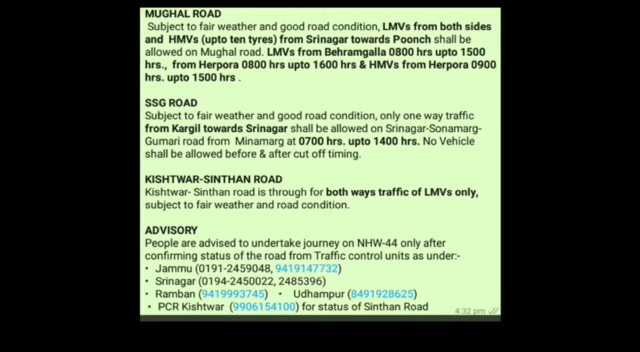 MUGHAL ROAD
Subject to fair weather and good road condition, LMVs from both sides
and HMVs (upto ten tyres) from Srinagar towards Poonch shall be
allowed on Mughal road. LMVs from Behramgalla 0800 hrs upto 1500
hrs., from Herpora 0800 hrs upto 1600 hrs & HMVs from Herpora 0900
hrs. upto 1500 hrs .
SSG ROAD
Subject to fair weather and good road condition, only one way traffic
from Kargil towards Srinagar shall be allowed on Srinagar-Sonamarg-
Gumari road from Minamarg at 0700 hrs. upto 1400 hrs. No Vehicle
shall be allowed before & after cut off timing.
KISHTWAR-SINTHAN ROAD
Kishtwar- Sinthan road is through for both ways traffic of LMVs only,
subject to fair weather and road condition.
ADVISORY
People are advised to undertake journey on NHW-44 only after
confirming status of the road from Traffic control units as under:-
• Jammu (0191-2459048, 9419147732)
• Srinagar (0194-2450022, 2485396)
• Ramban (9419993745) • Udhampur (8491928625)
• PCR Kishtwar (9906154100) for status of Sinthan Road
4:32 pm